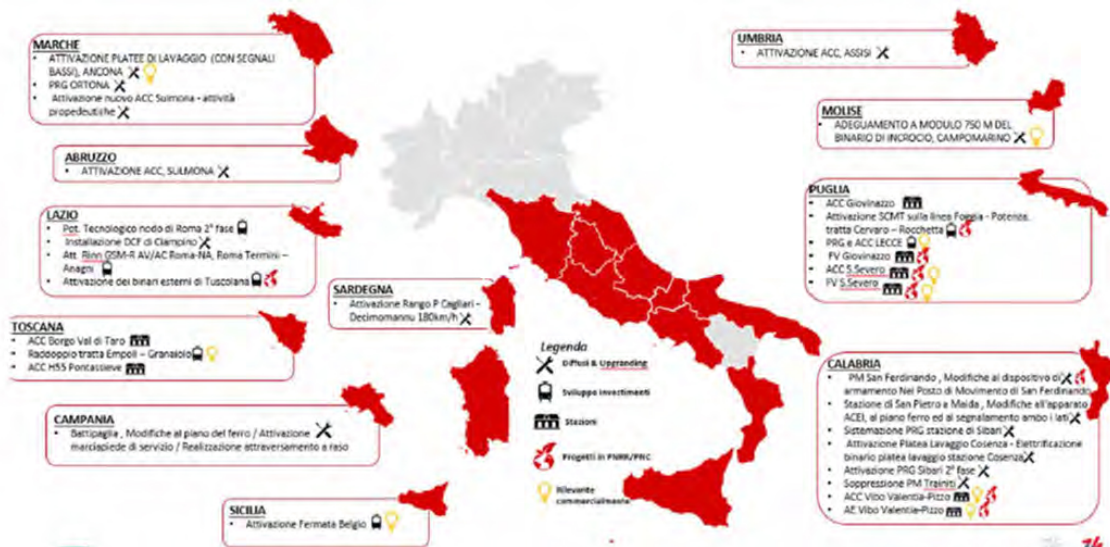 MARCHE
• ATTIVAZIONE PLATEE DI LAVAGGIO (CON SEGNALI
BASSI), ANCONA
• PRG ORTONA
• Attivazione nuovo ACC Sulmona - attività
propedeutiche
ABRUZZO
• ATTIVAZIONE ACC, SULMONA
LAZIO
• Pot. Tecnologico nodo di Roma 2° fase
• Installazione DCF di Ciampino
• Att. Rinn GSM-R AV/AC Roma-NA, Roma Termini –
Anagni
• Attivazione dei binari esterni di Tuscolana
TOSCANA
• ACC Borgo Val di Taro
• Raddoppio tratta Empoli – Granaiolo
• ACC H55 Pontassieve
SARDEGNA
• Attivazione Rango P Cagliari -
Decimomannu 180km/h
CAMPANIA
• Battipaglia , Modifiche al piano del ferro / Attivazione
marciapiede di servizio / Realizzazione attraversamento a raso
SICILIA
• Attivazione Fermata Belgio
Legenda
Diffusi & Upgranding
Sviluppo investimenti
Stazioni
Progetti in PNRR/PNC
Rilevante
commercialmente
UMBRIA
• ATTIVAZIONE ACC, ASSISI
MOLISE
• ADEGUAMENTO A MODULO 750 M DEL
BINARIO DI INCROCIO, CAMPOMARINO
PUGLIA
• ACC Giovinazzo
• Attivazione SCMT sulla linea Foggia - Potenza,
tratta Cervaro – Rocchetta
• PRG e ACC LECCE
• FV Giovinazzo
• ACC S.Severo
• FV S.Severo
CALABRIA
• PM San Ferdinando , Modifiche al dispositivo di
armamento Nel Posto di Movimento di San Ferdinando
• Stazione di San Pietro a Maida , Modifiche all'apparato
ACEI, al piano ferro ed al segnalamento ambo i lati
• Sistemazione PRG stazione di Sibari
• Attivazione Platea Lavaggio Cosenza - Elettrificazione
binario platea lavaggio stazione Cosenza
• Attivazione PRG Sibari 2° fase
• Soppressione PM Trainiti
• ACC Vibo Valentia-Pizzo
• AE Vibo Valentia-Pizzo